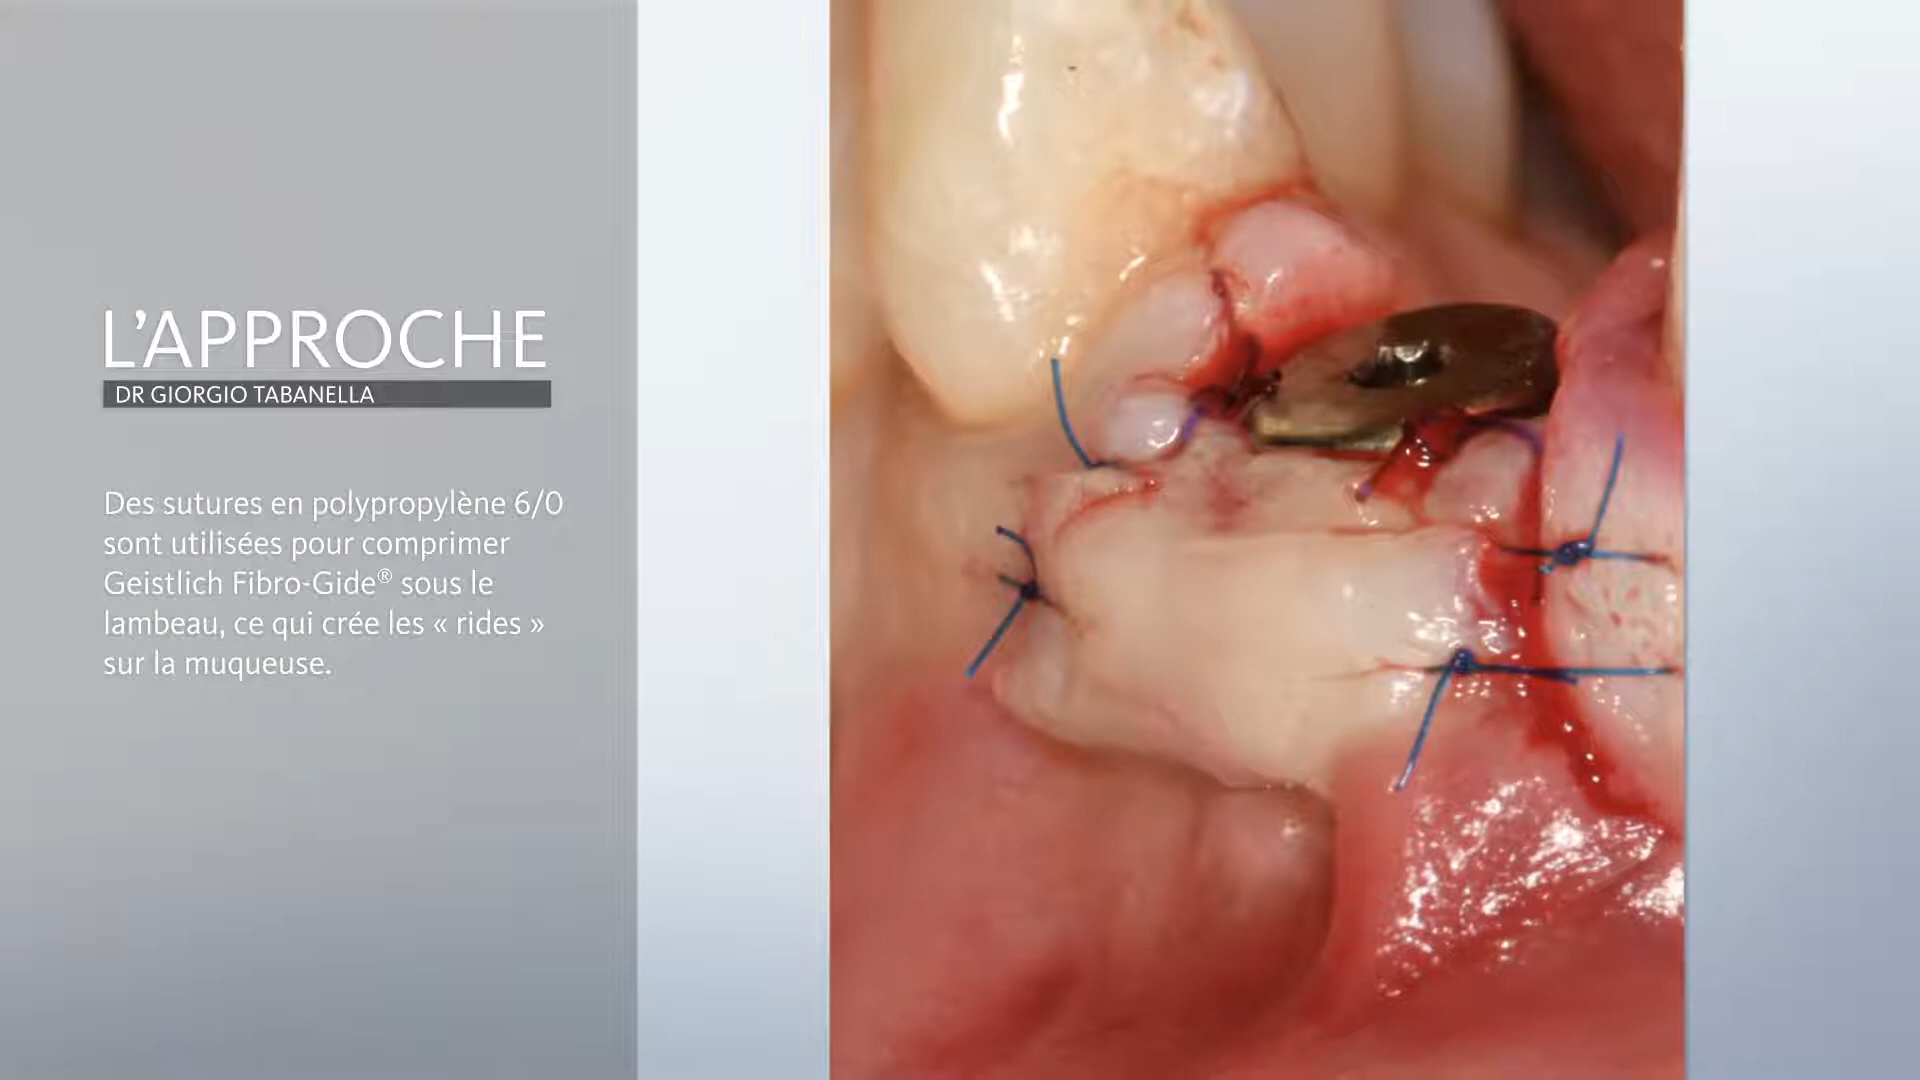 L’APPROCHE
DR GIORGIO TABANELLA
Des sutures en polypropylène 6/0
sont utilisées pour comprimer
Geistlich Fibro-Gide® sous le
lambeau, ce qui crée les « rides »
sur la muqueuse.